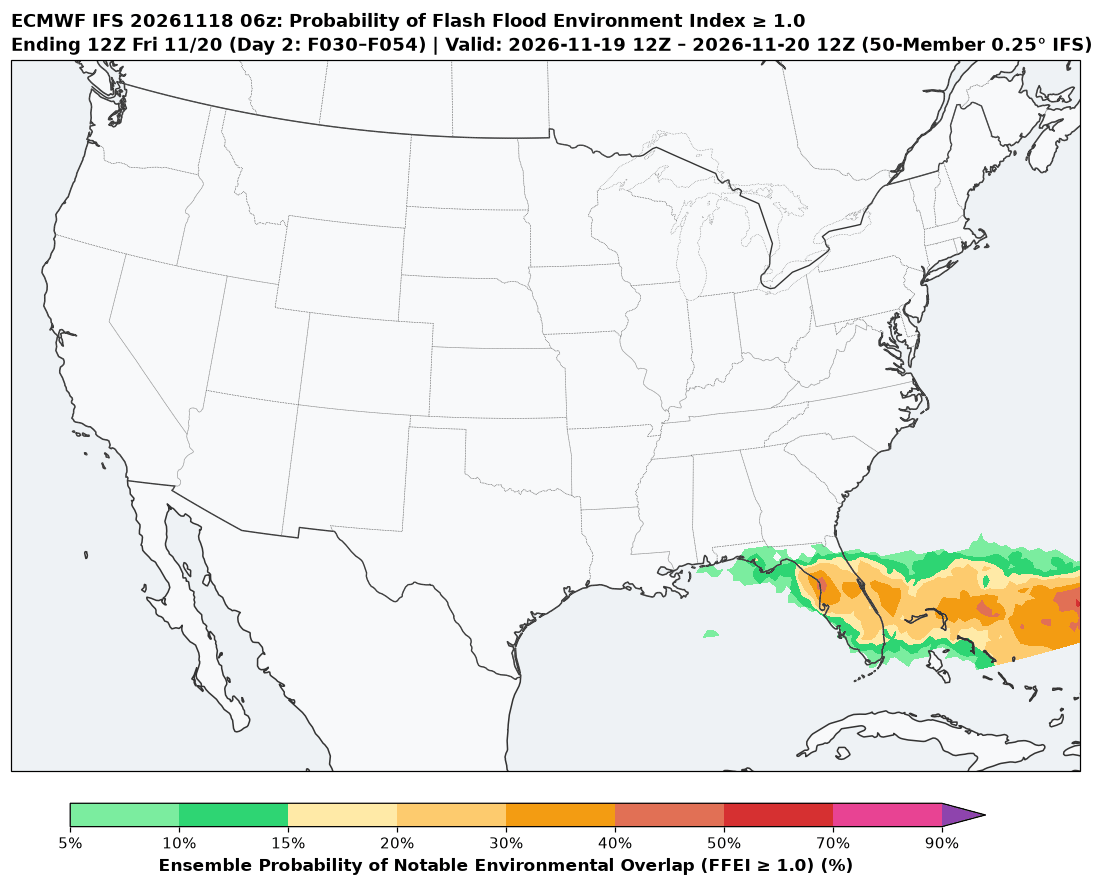 ECMWF IFS 20261118 06z: Probability of Flash Flood Environment Index ≥ 1.0
Ending 12Z Fri 11/20 (Day 2: F030–F054) | Valid: 2026-11-19 12Z – 2026-11-20 12Z (50-Member 0.25° IFS)
5% 10% 15% 20% 30% 40% 50% 70% 90%
Ensemble Probability of Notable Environmental Overlap (FFEI ≥ 1.0) (%)